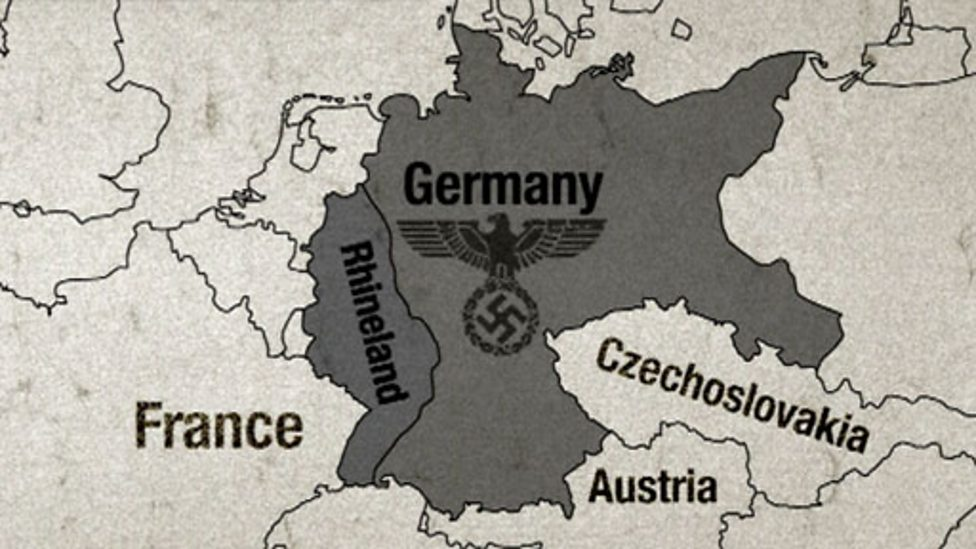 Germany
Rhineland
Czechoslovakia
France
Austria